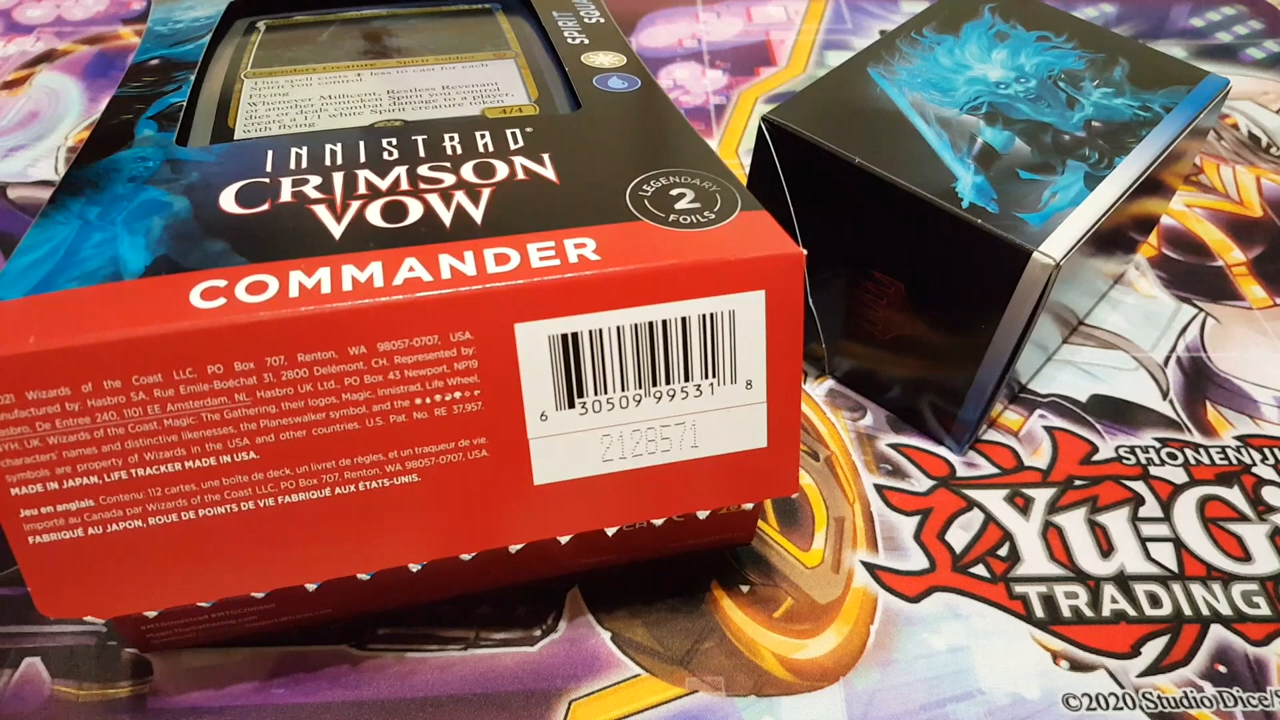 SPIRIT
SQUA
Legendary Creature — Spirit Soldier
This spell costs less to cast for each
Spirit you control.
Flying
Whenever Millicent, Restless Revenant
or another nontoken Spirit you control
dies or deals combat damage to a player,
create a 1/1 white Spirit creature token
with flying.
4/4
INNISTRAD
CRIMSON
VOW
LEGENDARY
2
FOILS
COMMANDER
021 Wizards of the Coast LLC, PO Box 707, Renton, WA 98057-0707, USA.
nufactured by: Hasbro SA, Rue Emile-Boéchat 31, 2800 Delémont, CH. Represented by:
asbro, De Entree 240, 1101 EE Amsterdam, NL. Hasbro UK Ltd., PO Box 43 Newport, NP19
YH, UK. Wizards of the Coast, Magic: The Gathering, their logos, Magic, Innistrad, Life Wheel,
characters' names and distinctive likenesses, the Planeswalker symbol, and the
symbols are property of Wizards in the USA and other countries. U.S. Pat. No. RE 37,957.
MADE IN JAPAN, LIFE TRACKER MADE IN USA.
Jeu en anglais. Contenu: 112 cartes, une boîte de deck, un livret de règles, et un traqueur de vie.
Importé au Canada par Wizards of the Coast LLC, PO Box 707, Renton, WA 98057-0707, USA.
FABRIQUÉ AU JAPON, ROUE DE POINTS DE VIE FABRIQUÉ AUX ÉTATS-UNIS.
6 30509 99531 8
2128571
SHONEN JU
Yu-Gi
TRADING
©2020 Studio Dice/S